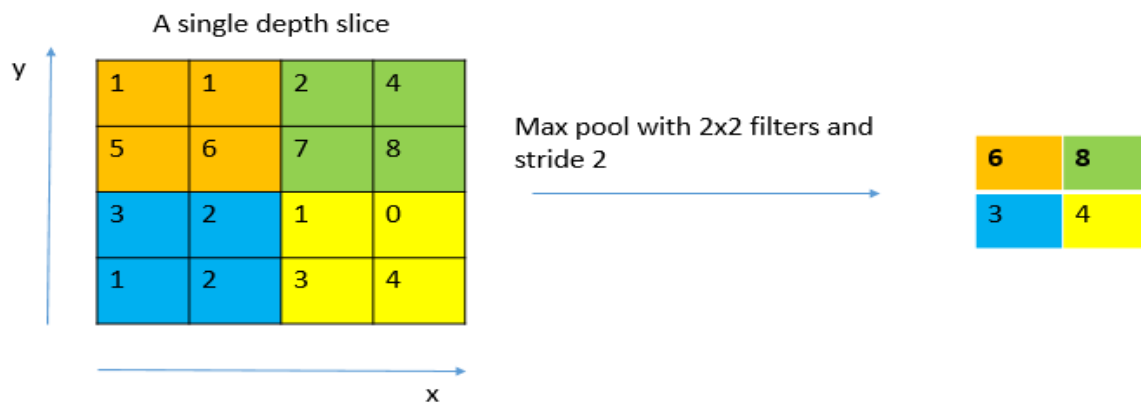 A single depth slice
y
1 1 2 4
5 6 7 8
3 2 1 0
1 2 3 4
x
Max pool with 2x2 filters and
stride 2
6 8
3 4